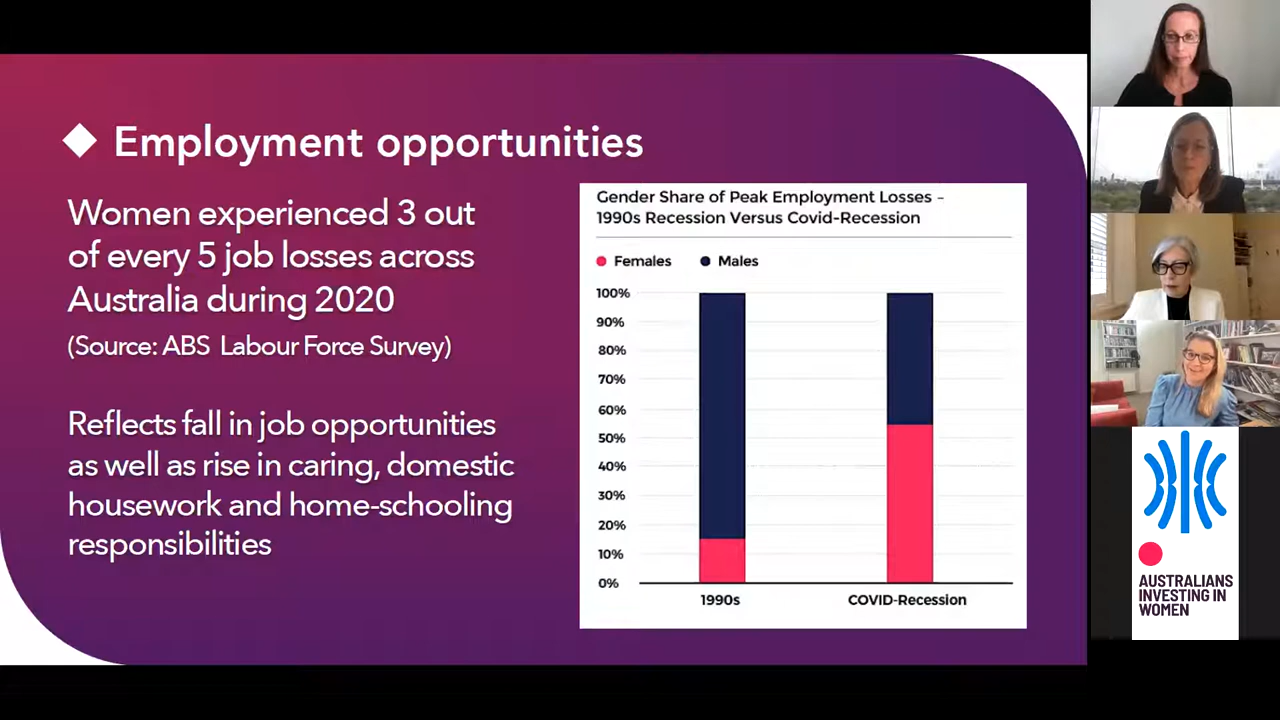 Employment opportunities
Women experienced 3 out
of every 5 job losses across
Australia during 2020
(Source: ABS Labour Force Survey)
Reflects fall in job opportunities
as well as rise in caring, domestic
housework and home-schooling
responsibilities
Gender Share of Peak Employment Losses –
1990s Recession Versus Covid-Recession
Females
Males
100%
90%
80%
70%
60%
50%
40%
30%
20%
10%
0%
1990s
COVID-Recession
AUSTRALIANS
INVESTING IN
WOMEN